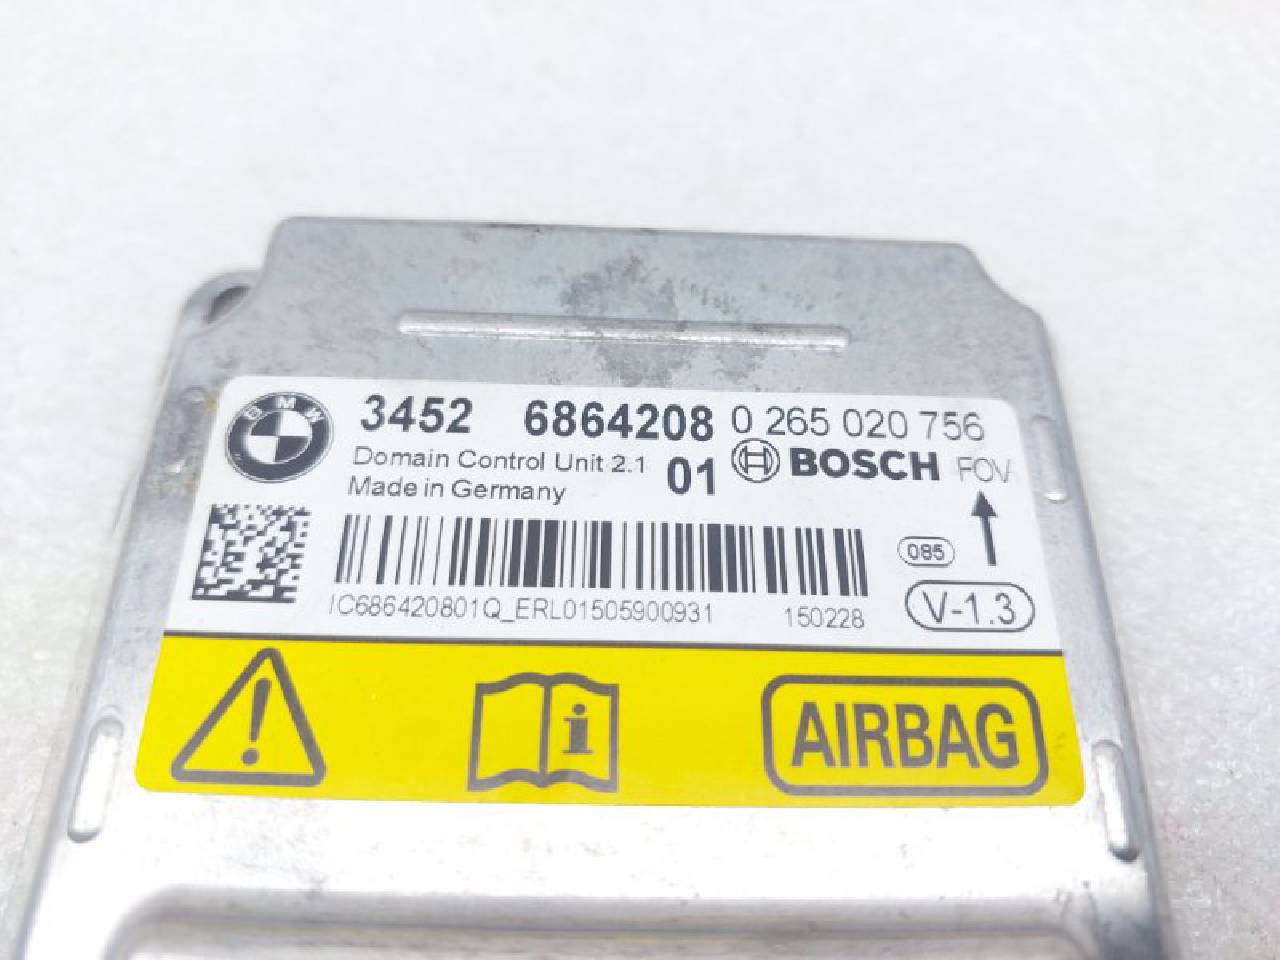 BMW
3452 6864208 0 265 020 756
Domain Control Unit 2.1 01 BOSCH FOV
Made in Germany
085
IC686420801Q_ERL01505900931 150228
V-1.3
AIRBAG